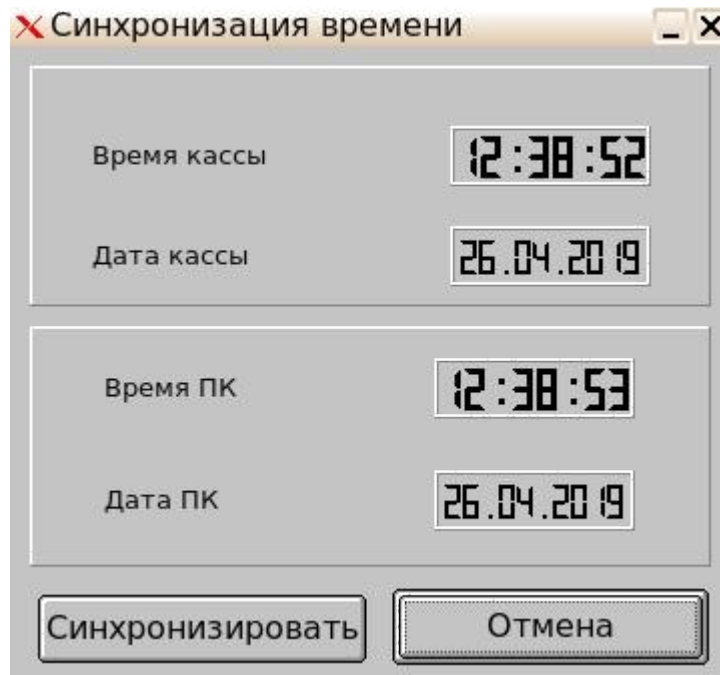 Синхронизация времени
Время кассы 12:38:52
Дата кассы 26.04.2019
Время ПК 12:38:53
Дата ПК 26.04.2019
Синхронизировать Отмена